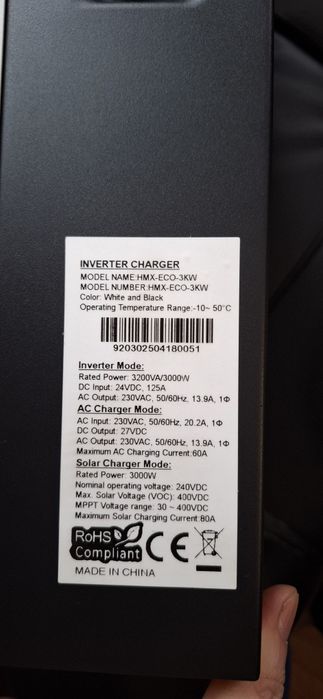 INVERTER CHARGER
MODEL NAME:HMX-ECO-3KW
MODEL NUMBER:HMX-ECO-3KW
Color: White and Black
Operating Temperature Range:-10~ 50°C
920302504180051
Inverter Mode:
Rated Power: 3200VA/3000W
DC Input: 24VDC, 125A
AC Output: 230VAC, 50/60Hz, 13.9A, 1Φ
AC Charger Mode:
AC Input: 230VAC, 50/60Hz, 20.2A, 1Φ
DC Output: 27VDC
AC Output: 230VAC, 50/60Hz, 13.9A, 1Φ
Maximum AC Charging Current:60A
Solar Charger Mode:
Rated Power: 3000W
Nominal operating voltage: 240VDC
Max. Solar Voltage (VOC): 400VDC
MPPT Voltage range: 30 ~ 400VDC
Maximum Solar Charging Current:80A
RoHS
Compliant CE
MADE IN CHINA